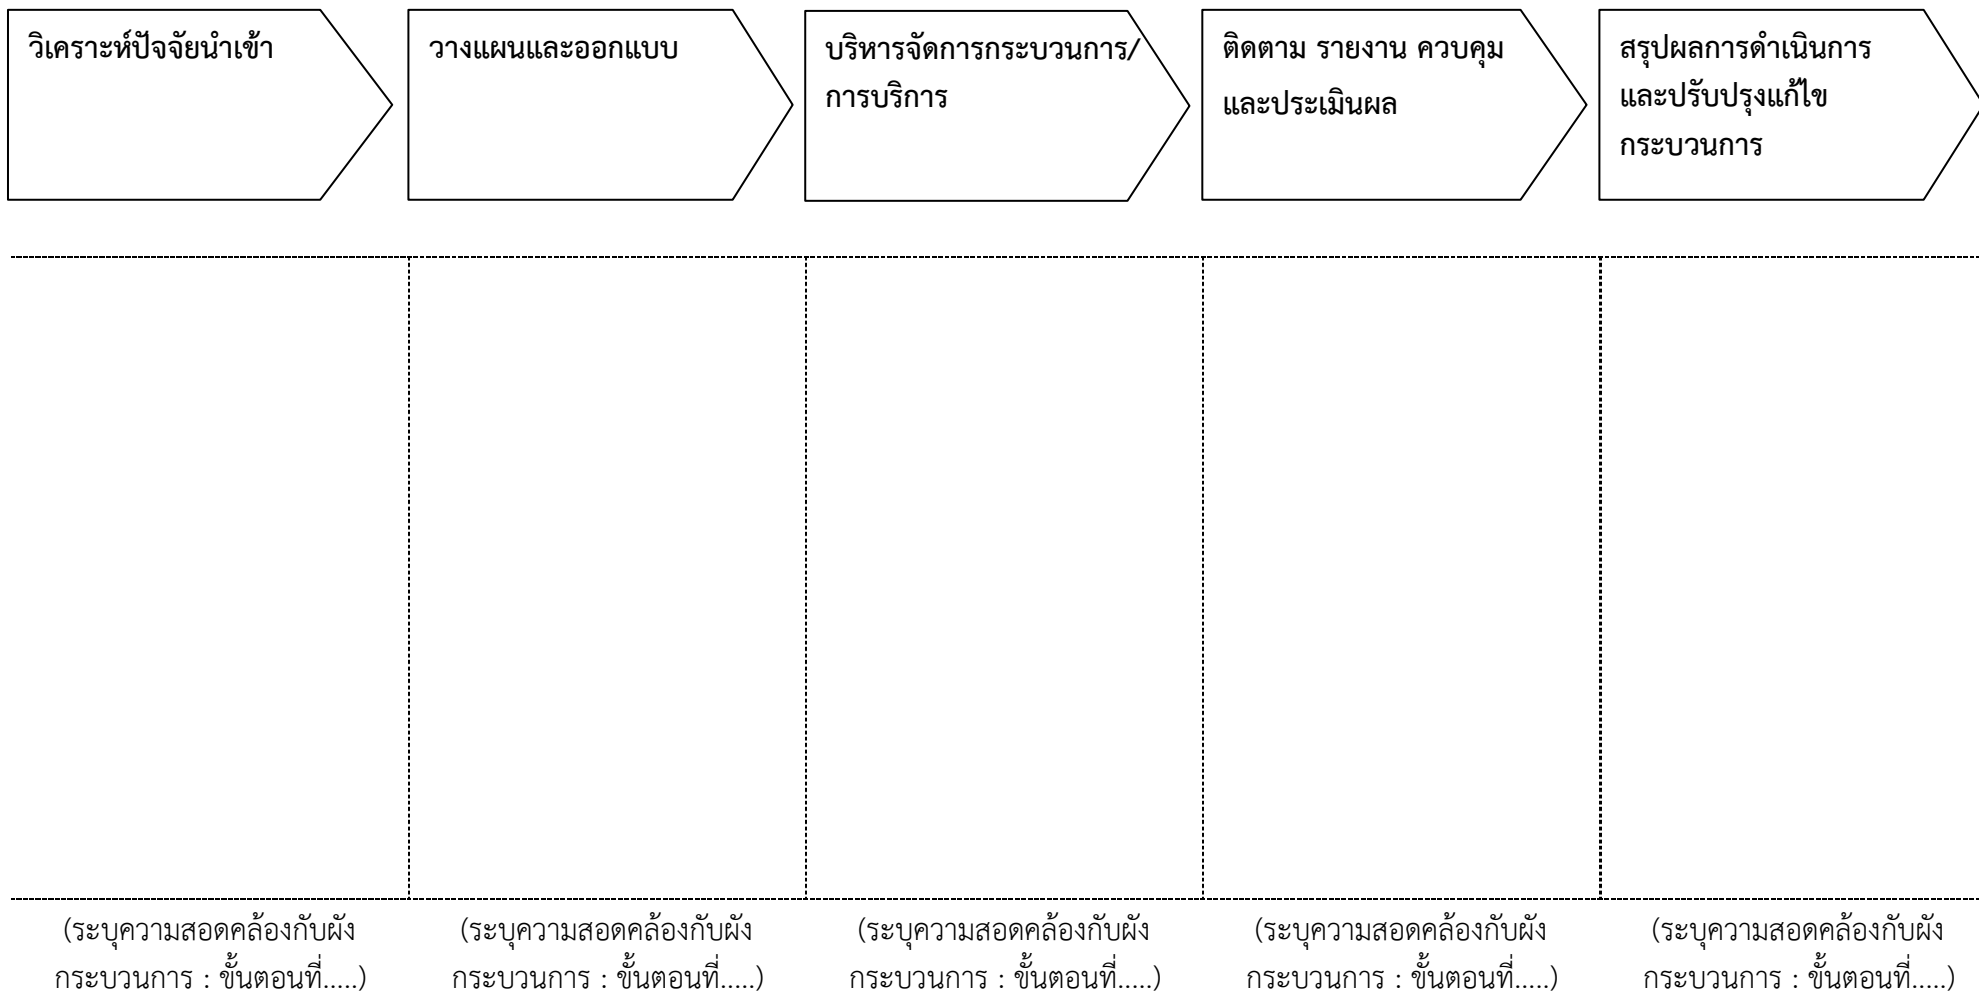 วิเคราะห์ปัจจัยนำเข้า
วางแผนและออกแบบ
บริหารจัดการกระบวนการ/
การบริการ
ติดตาม รายงาน ควบคุม
และประเมินผล
สรุปผลการดำเนินการ
และปรับปรุงแก้ไข
กระบวนการ
(ระบุความสอดคล้องกับผัง
กระบวนการ : ขั้นตอนที่.....)
(ระบุความสอดคล้องกับผัง
กระบวนการ : ขั้นตอนที่.....)
(ระบุความสอดคล้องกับผัง
กระบวนการ : ขั้นตอนที่.....)
(ระบุความสอดคล้องกับผัง
กระบวนการ : ขั้นตอนที่.....)
(ระบุความสอดคล้องกับผัง
กระบวนการ : ขั้นตอนที่.....)